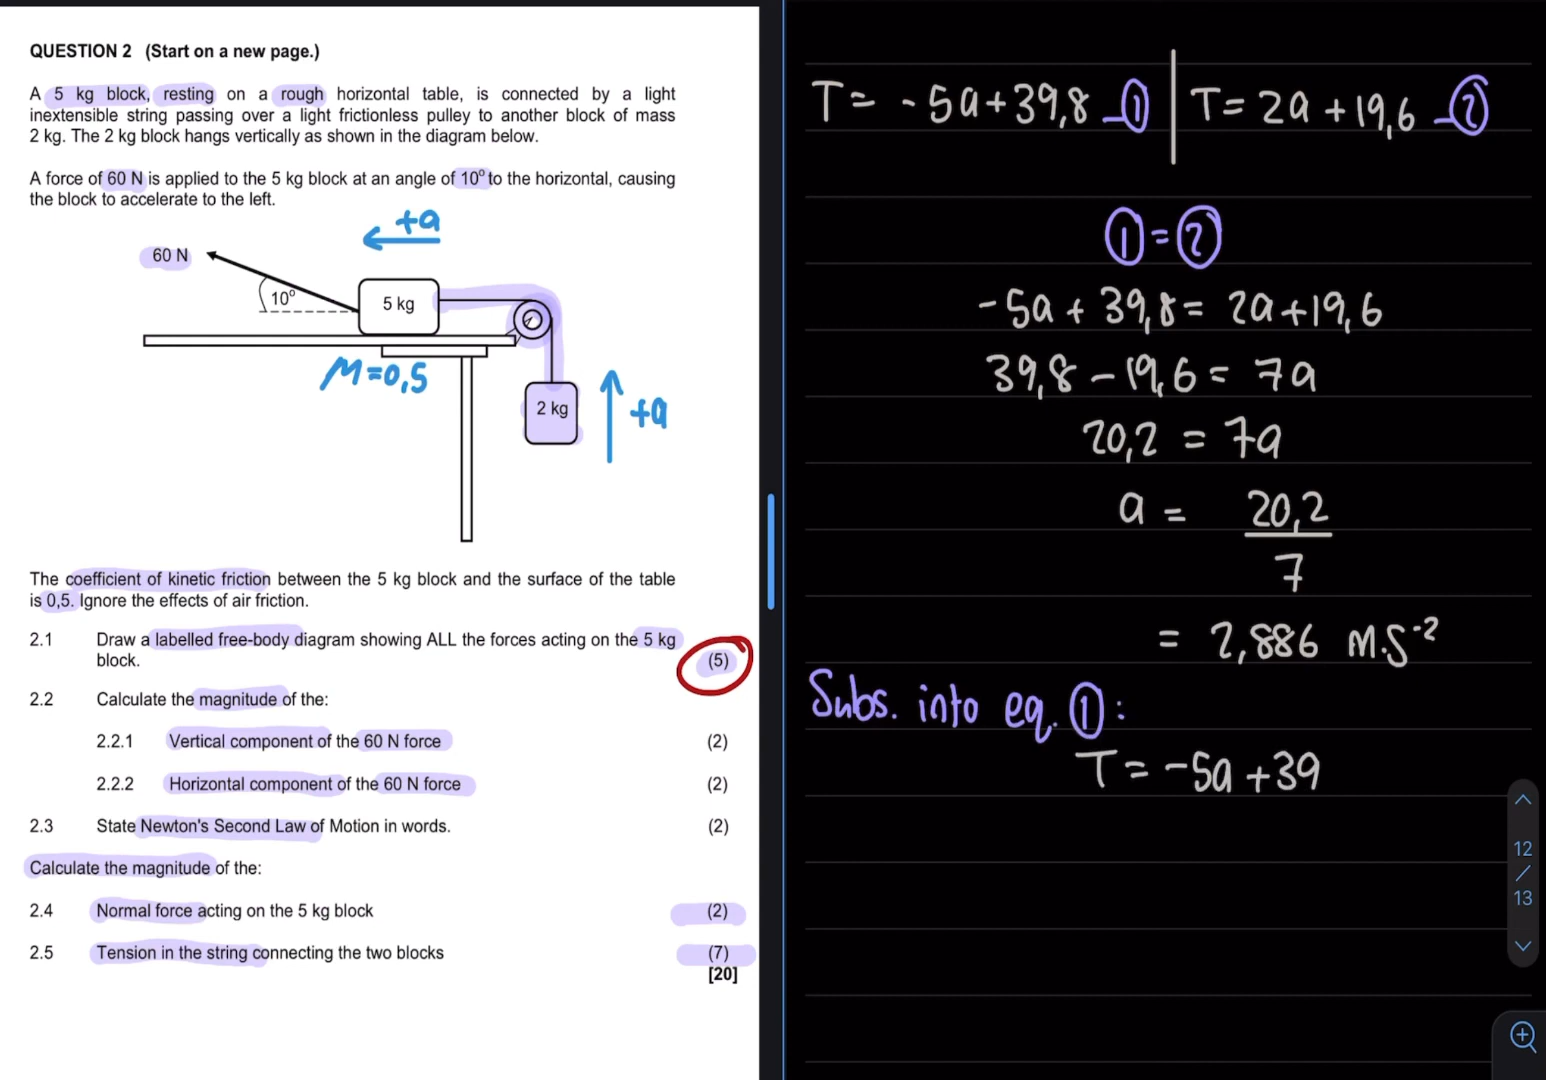 QUESTION 2 (Start on a new page.)
A 5 kg block, resting on a rough horizontal table, is connected by a light
inextensible string passing over a light frictionless pulley to another block of mass
2 kg. The 2 kg block hangs vertically as shown in the diagram below.
A force of 60 N is applied to the 5 kg block at an angle of 10⁰ to the horizontal, causing
the block to accelerate to the left.
+a
60 N
10⁰
5 kg
M=0,5
2 kg
+a
The coefficient of kinetic friction between the 5 kg block and the surface of the table
is 0,5. Ignore the effects of air friction.
2.1 Draw a labelled free-body diagram showing ALL the forces acting on the 5 kg
block. (5)
2.2 Calculate the magnitude of the:
2.2.1 Vertical component of the 60 N force (2)
2.2.2 Horizontal component of the 60 N force (2)
2.3 State Newton's Second Law of Motion in words. (2)
Calculate the magnitude of the:
2.4 Normal force acting on the 5 kg block (2)
2.5 Tension in the string connecting the two blocks (7)
[20]
T = -5a+39,8 -① | T= 2a +19,6 -②
①=②
-5a + 39,8 = 2a+19,6
39,8 - 19,6 = 7a
20,2 = 7a
a = 20,2
7
= 2,886 m.s⁻²
Subs. into eq. ①:
T = -5a +39
12
/
13